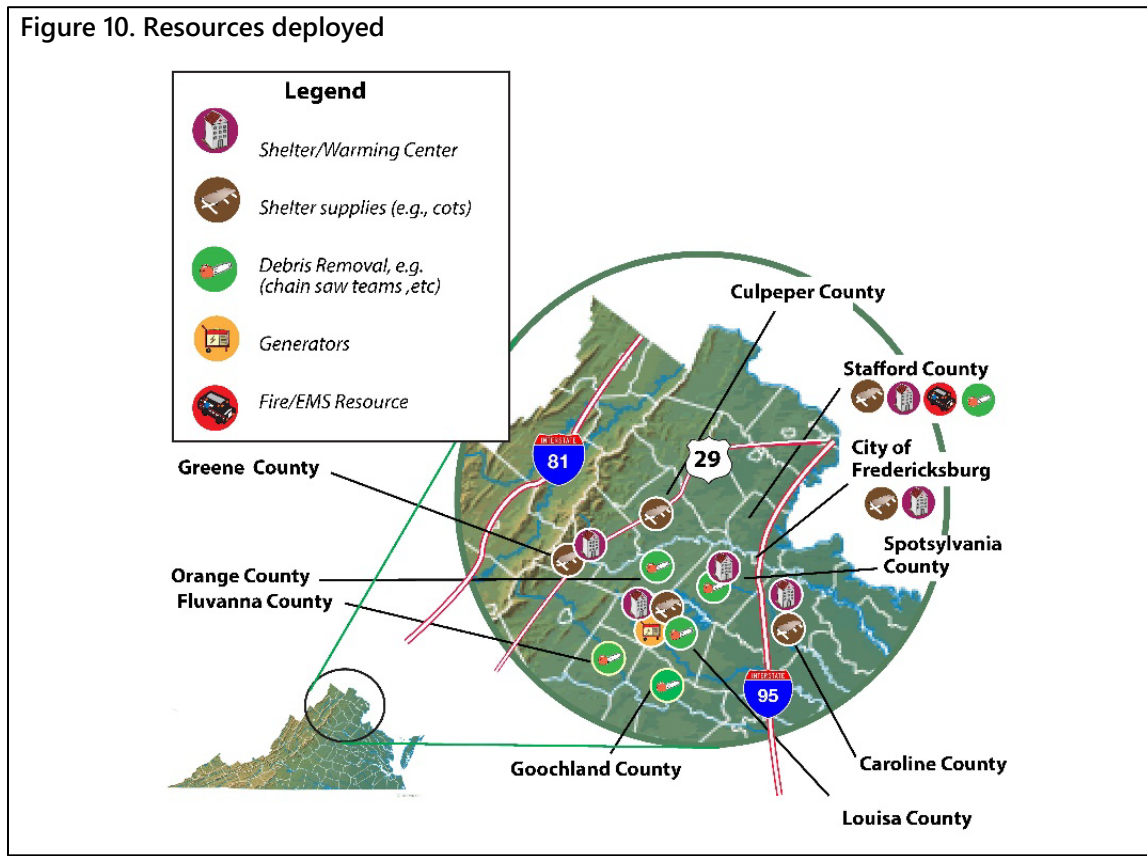 Figure 10. Resources deployed
Legend
Shelter/Warming Center
Shelter supplies (e.g., cots)
Debris Removal, e.g.
(chain saw teams ,etc)
Generators
Fire/EMS Resource
Culpeper County
Stafford County
City of
Fredericksburg
Spotsylvania
County
Greene County
Orange County
Fluvanna County
INTERSTATE
81
29
INTERSTATE
95
Goochland County
Caroline County
Louisa County